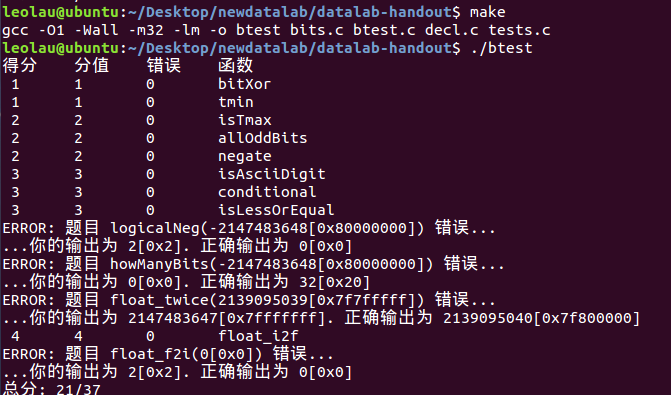 leolau@ubuntu:~/Desktop/newdatalab/datalab-handout$ make
gcc -O1 -Wall -m32 -lm -o btest bits.c btest.c decl.c tests.c
leolau@ubuntu:~/Desktop/newdatalab/datalab-handout$ ./btest
得分 分值 错误 函数
1 1 0 bitXor
1 1 0 tmin
2 2 0 isTmax
2 2 0 allOddBits
2 2 0 negate
3 3 0 isAsciiDigit
3 3 0 conditional
3 3 0 isLessOrEqual
ERROR: 题目 logicalNeg(-2147483648[0x80000000]) 错误...
...你的输出为 2[0x2]. 正确输出为 0[0x0]
ERROR: 题目 howManyBits(-2147483648[0x80000000]) 错误...
...你的输出为 0[0x0]. 正确输出为 32[0x20]
ERROR: 题目 float_twice(2139095039[0x7f7fffff]) 错误...
...你的输出为 2147483647[0x7fffffff]. 正确输出为 2139095040[0x7f800000]
4 4 0 float_i2f
ERROR: 题目 float_f2i(0[0x0]) 错误...
...你的输出为 2[0x2]. 正确输出为 0[0x0]
总分: 21/37